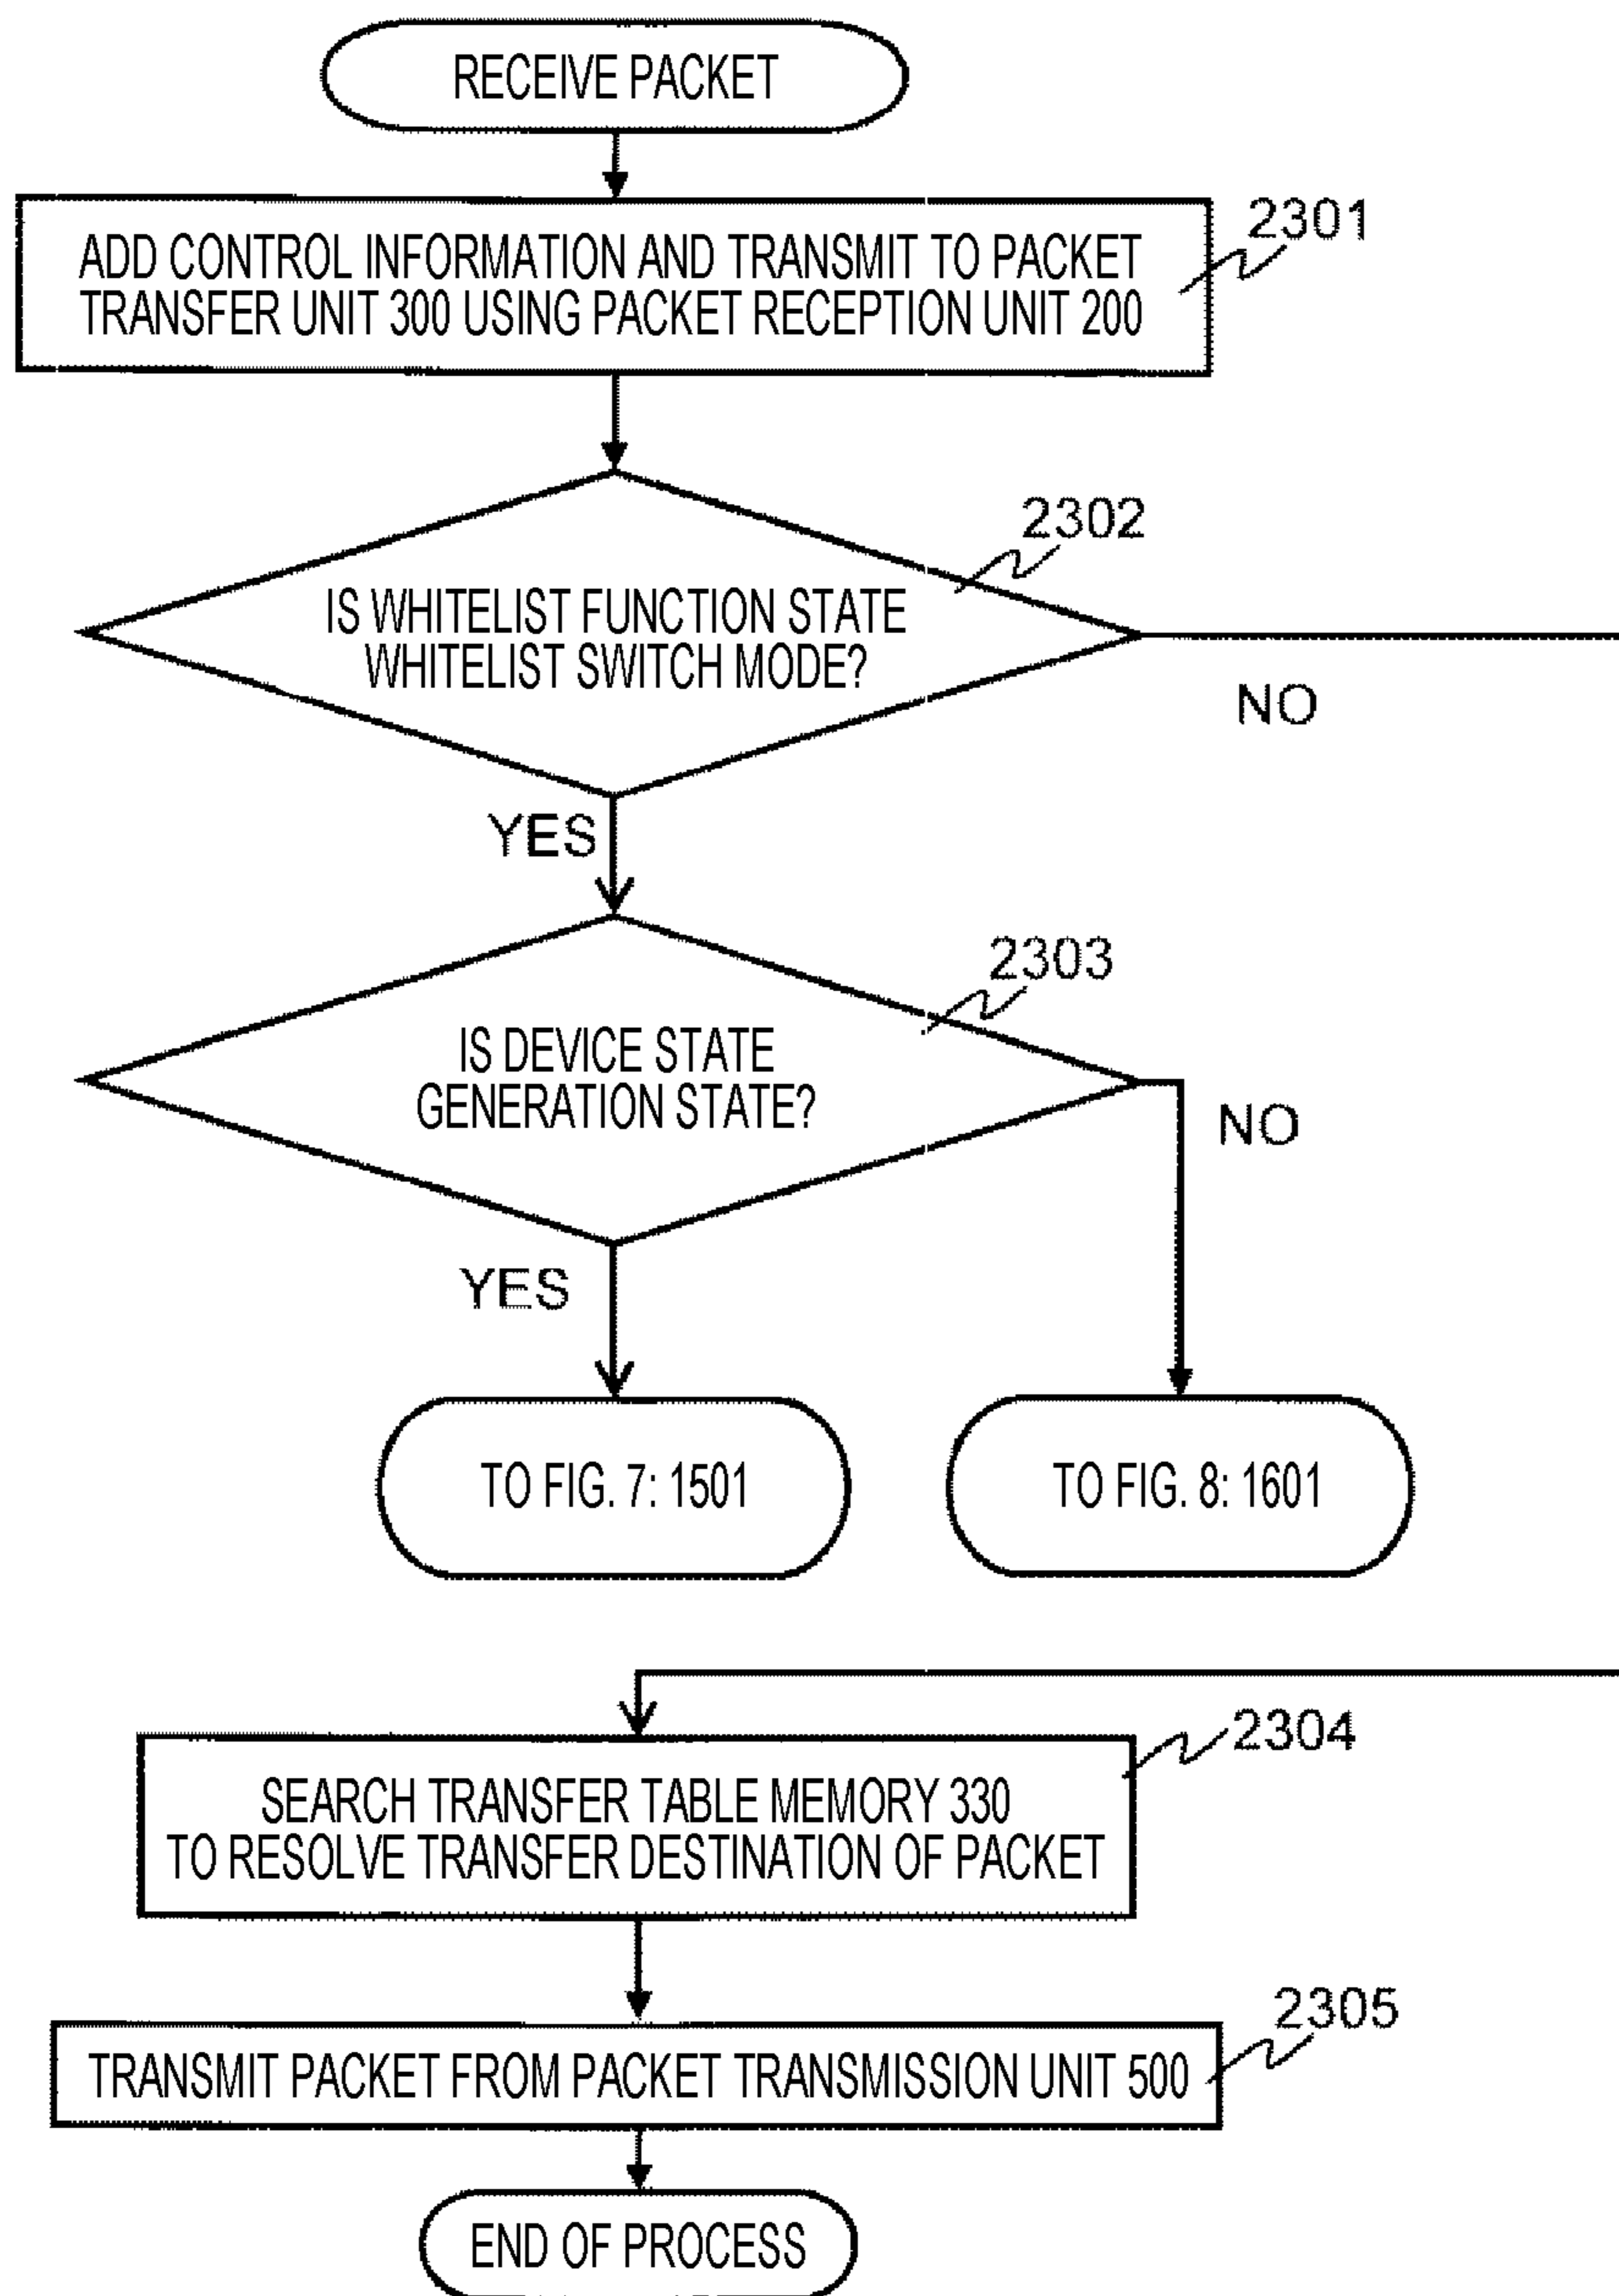 RECEIVE PACKET
2301
ADD CONTROL INFORMATION AND TRANSMIT TO PACKET
TRANSFER UNIT 300 USING PACKET RECEPTION UNIT 200
2302
IS WHITELIST FUNCTION STATE
WHITELIST SWITCH MODE?
NO
YES
2303
IS DEVICE STATE
GENERATION STATE?
NO
YES
TO FIG. 7: 1501
TO FIG. 8: 1601
2304
SEARCH TRANSFER TABLE MEMORY 330
TO RESOLVE TRANSFER DESTINATION OF PACKET
2305
TRANSMIT PACKET FROM PACKET TRANSMISSION UNIT 500
END OF PROCESS